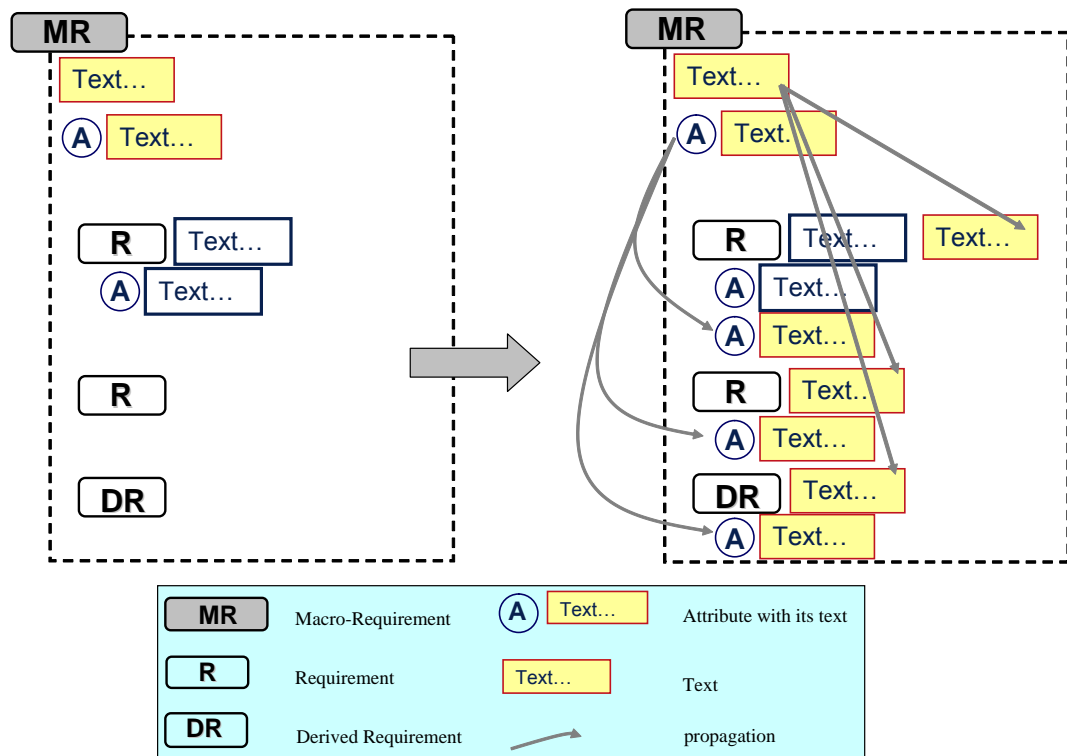 MR
Text…
A Text…
R Text…
A Text…
R
DR
MR
Text…
A Text…
R Text… Text…
A Text…
A Text…
R Text…
A Text…
DR Text…
A Text…
MR Macro-Requirement A Text… Attribute with its text
R Requirement Text… Text
DR Derived Requirement propagation